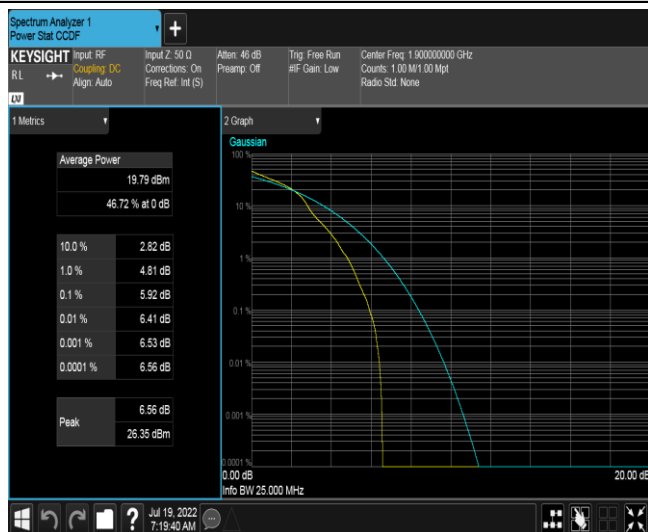 Spectrum Analyzer 1
Power Stat CCDF
KEYSIGHT
RL
LXI
Input: RF
Coupling: DC
Align: Auto
Input Z: 50 Ω
Corrections: On
Freq Ref: Int (S)
Atten: 46 dB
Preamp: Off
Trig: Free Run
#IF Gain: Low
Center Freq: 1.900000000 GHz
Counts: 1.00 M/1.00 Mpt
Radio Std: None
1 Metrics
Average Power
19.79 dBm
46.72 % at 0 dB
10.0 % 2.82 dB
1.0 % 4.81 dB
0.1 % 5.92 dB
0.01 % 6.41 dB
0.001 % 6.53 dB
0.0001 % 6.56 dB
Peak
6.56 dB
26.35 dBm
2 Graph
Gaussian
100 %
10 %
1 %
0.1 %
0.01 %
0.001 %
0.0001 %
0.00 dB 20.00 dB
Info BW 25.000 MHz
? Jul 19, 2022
7:19:40 AM